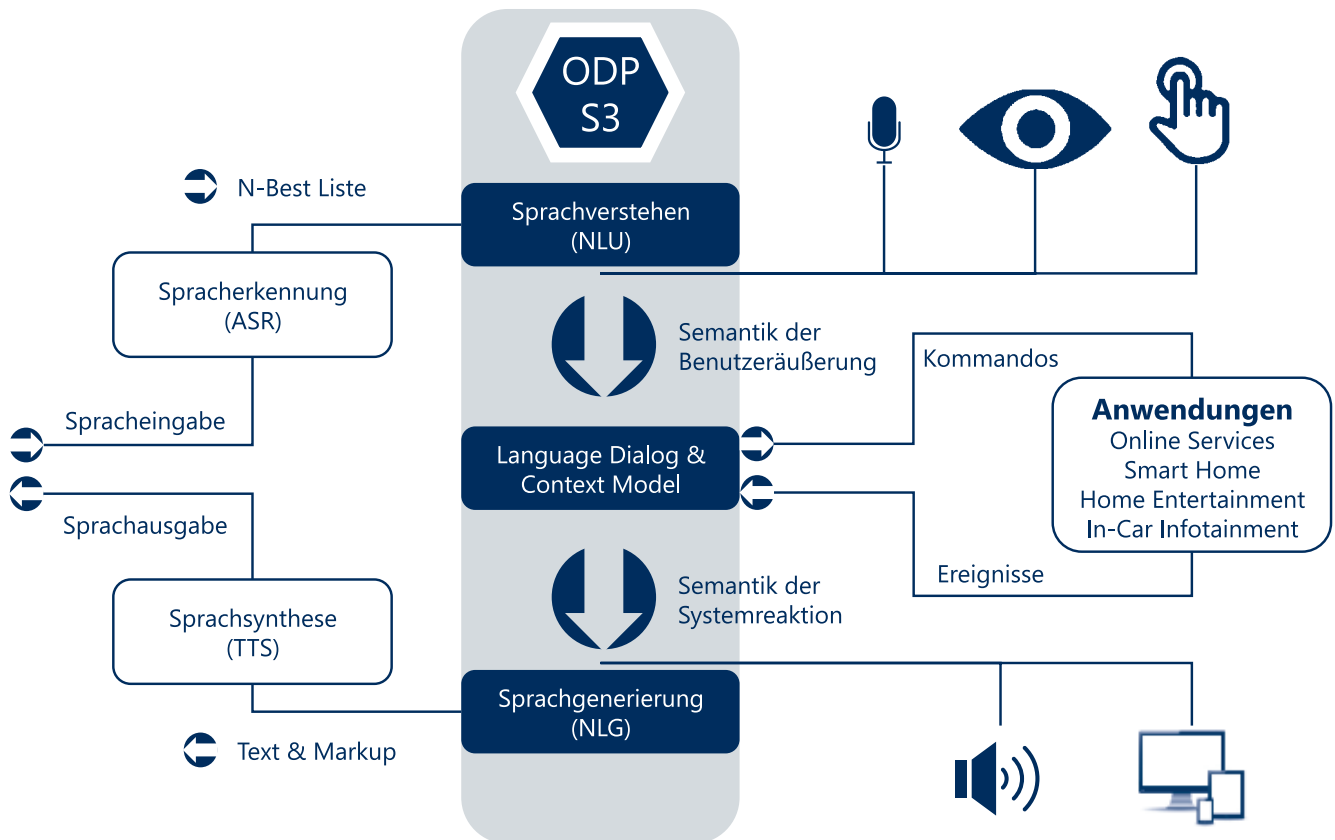 ODP
S3
N-Best Liste
Sprachverstehen
(NLU)
Spracherkennung
(ASR)
Semantik der
Benutzeräußerung
Kommandos
Spracheingabe
Anwendungen
Online Services
Smart Home
Home Entertainment
In-Car Infotainment
Language Dialog &
Context Model
Sprachausgabe
Ereignisse
Semantik der
Systemreaktion
Sprachsynthese
(TTS)
Sprachgenerierung
(NLG)
Text & Markup